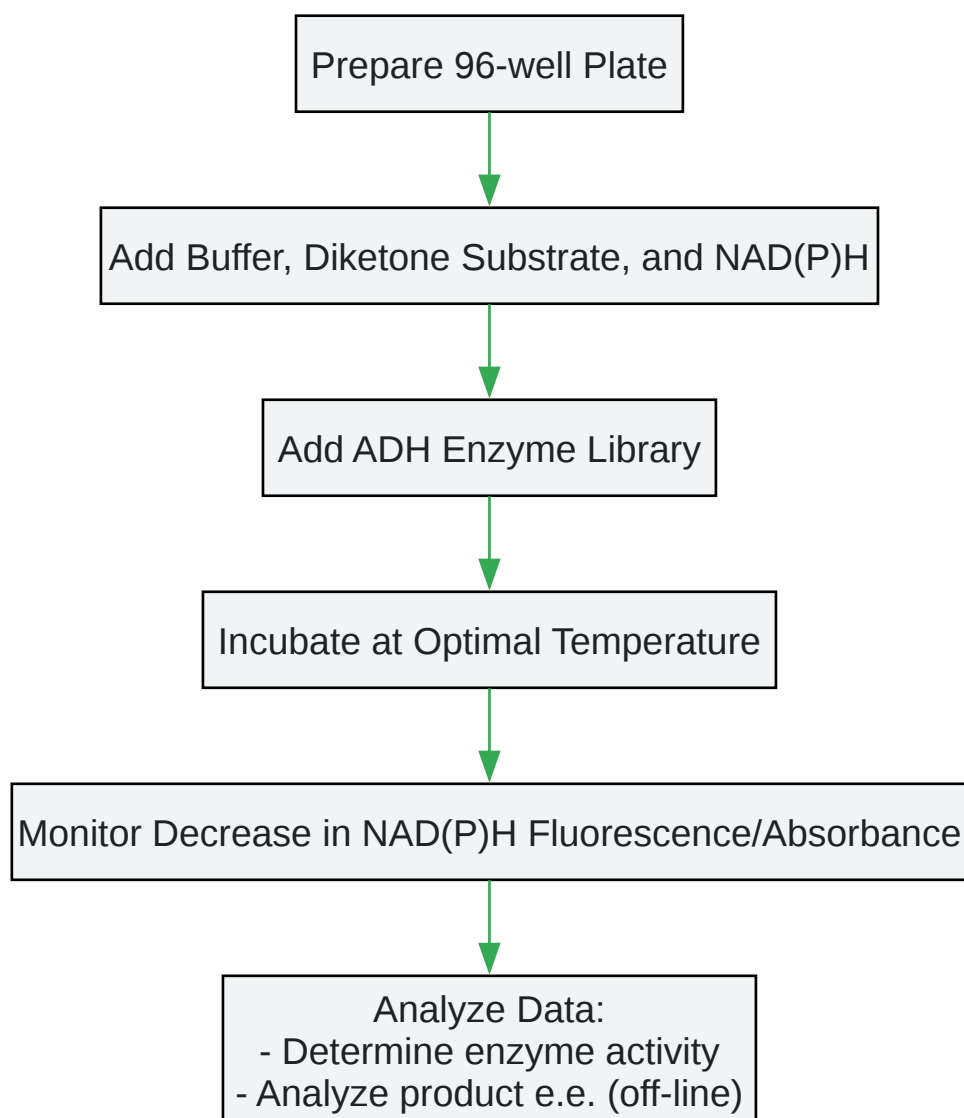 Prepare 96-well Plate
Add Buffer, Diketone Substrate, and NAD(P)H
Add ADH Enzyme Library
Incubate at Optimal Temperature
Monitor Decrease in NAD(P)H Fluorescence/Absorbance
Analyze Data:
- Determine enzyme activity
- Analyze product e.e. (off-line)